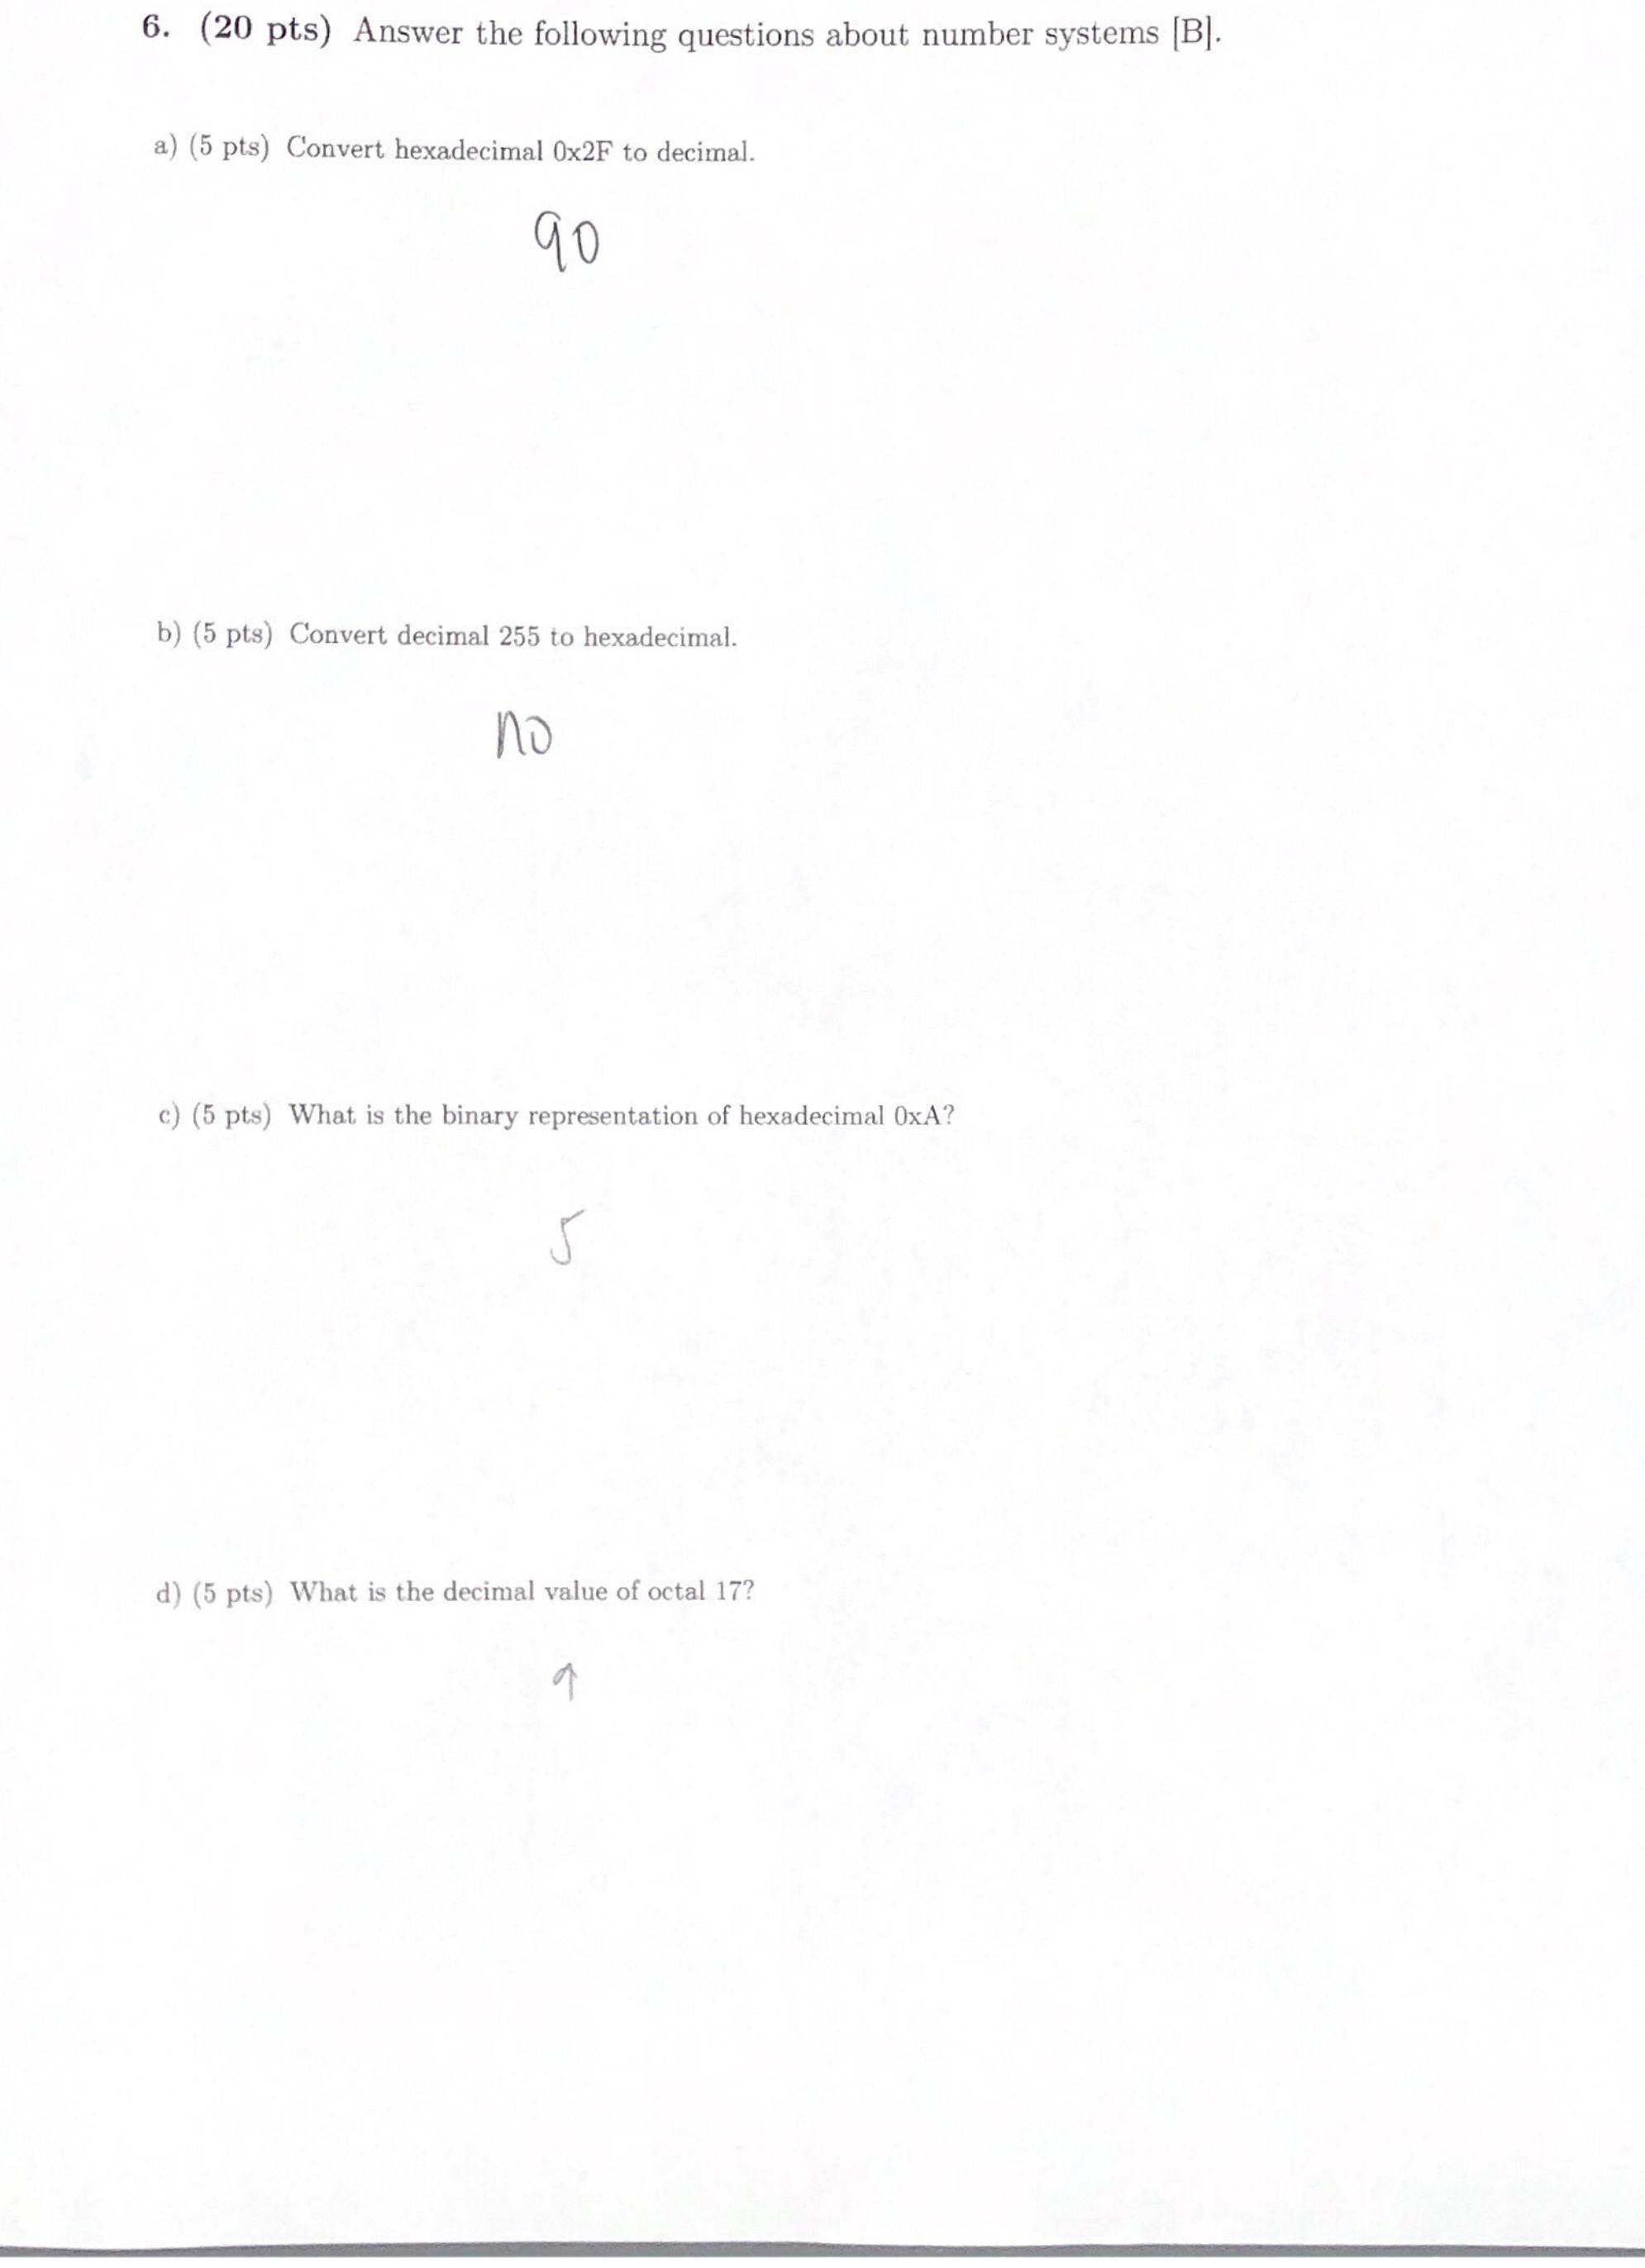 6. (20 pts) Answer the following questions about number systems [B].
a) (5 pts) Convert hexadecimal 0x2F to decimal.
90
b) (5 pts) Convert decimal 255 to hexadecimal.
no
c) (5 pts) What is the binary representation of hexadecimal 0xA?
5
d) (5 pts) What is the decimal value of octal 17?
9